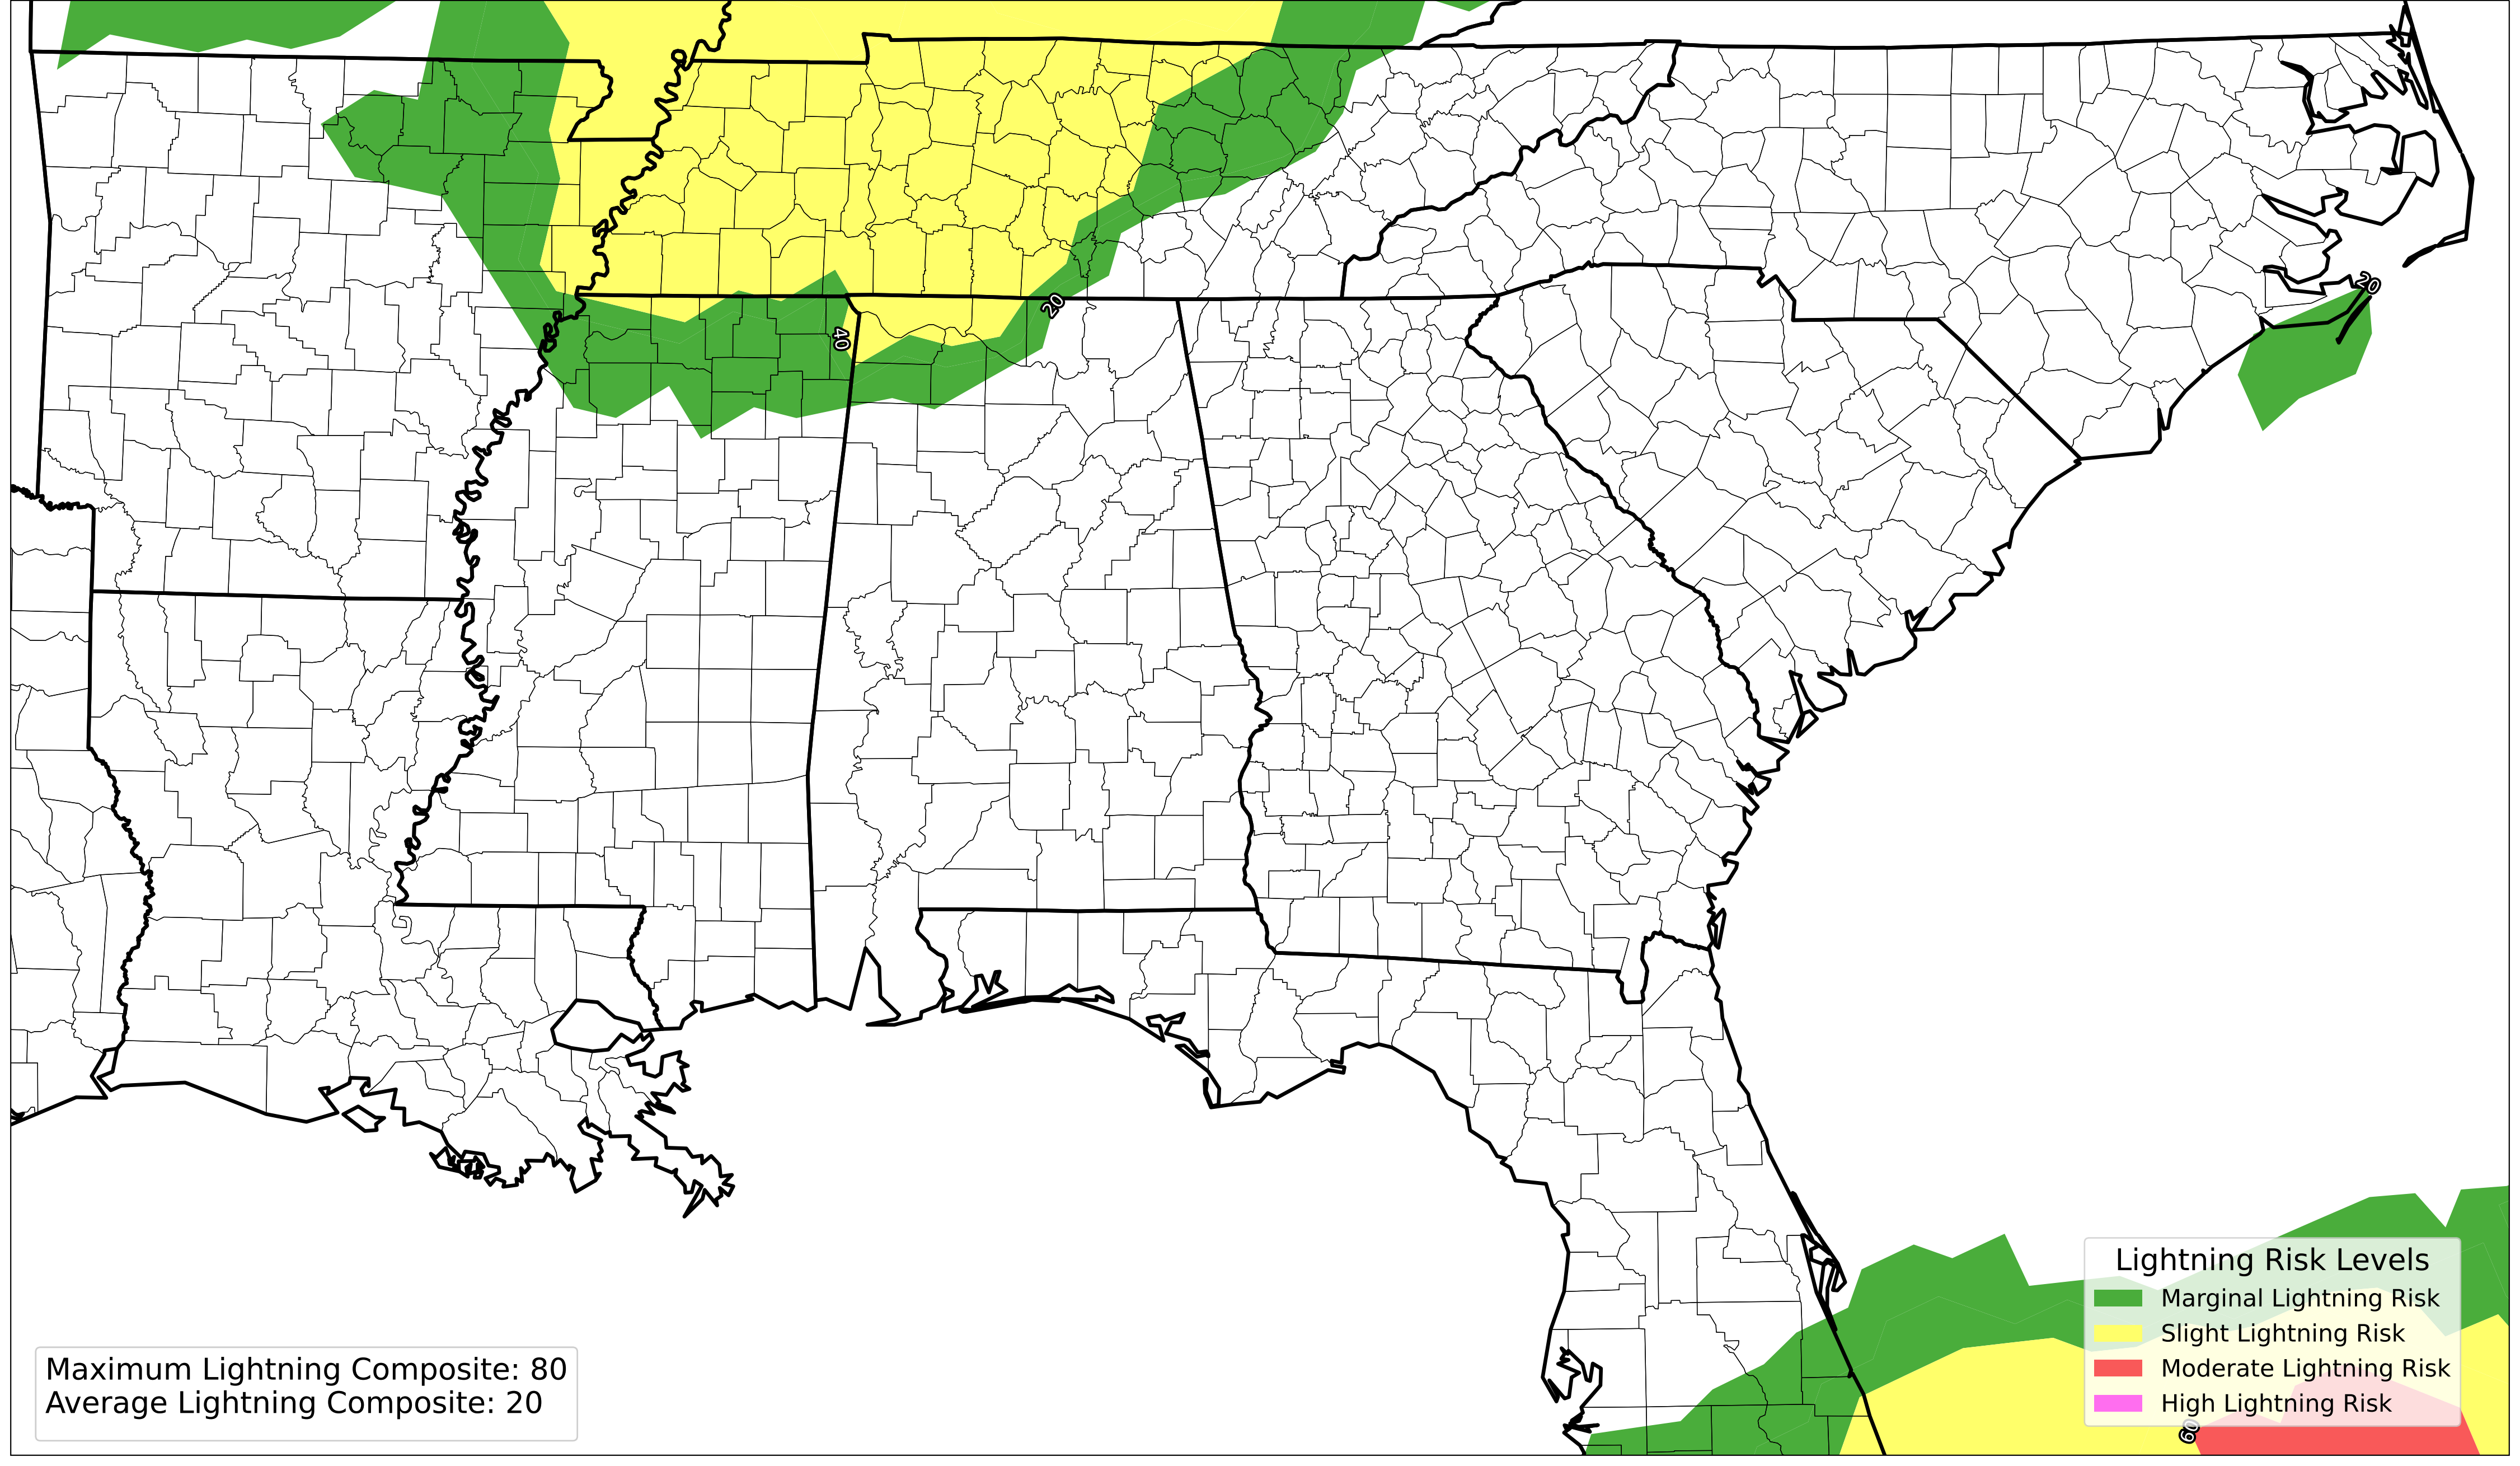 20
20
40
Lightning Risk Levels
Marginal Lightning Risk
Slight Lightning Risk
Moderate Lightning Risk
High Lightning Risk
Maximum Lightning Composite: 80
Average Lightning Composite: 20
60